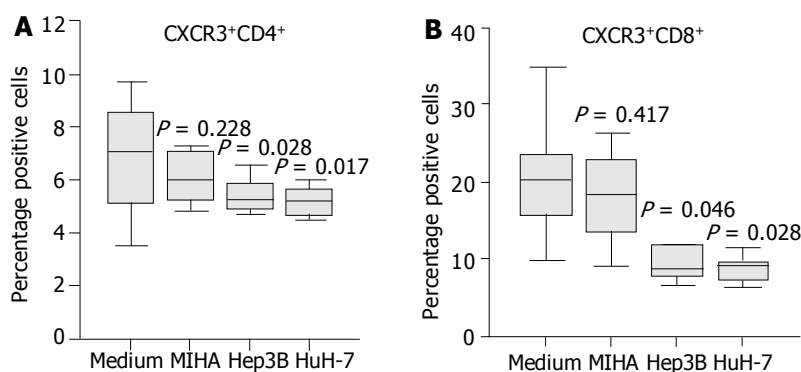 A
CXCR3⁺CD4⁺
Percentage positive cells
12
10
8
6
4
2
0
P = 0.228
P = 0.028
P = 0.017
Medium MIHA Hep3B HuH-7
B
CXCR3⁺CD8⁺
Percentage positive cells
40
30
20
10
0
P = 0.417
P = 0.046
P = 0.028
Medium MIHA Hep3B HuH-7